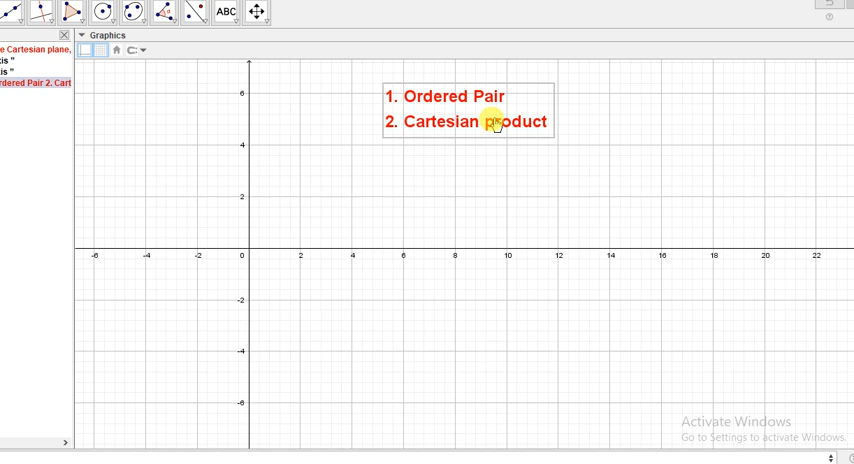 ABC
Graphics
e Cartesian plane,
is "
is "
rdered Pair 2. Cart
1. Ordered Pair
2. Cartesian product
6
4
2
-6 -4 -2 0 2 4 6 8 10 12 14 16 18 20 22
-2
-4
-6
Activate Windows
Go to Settings to activate Windows.